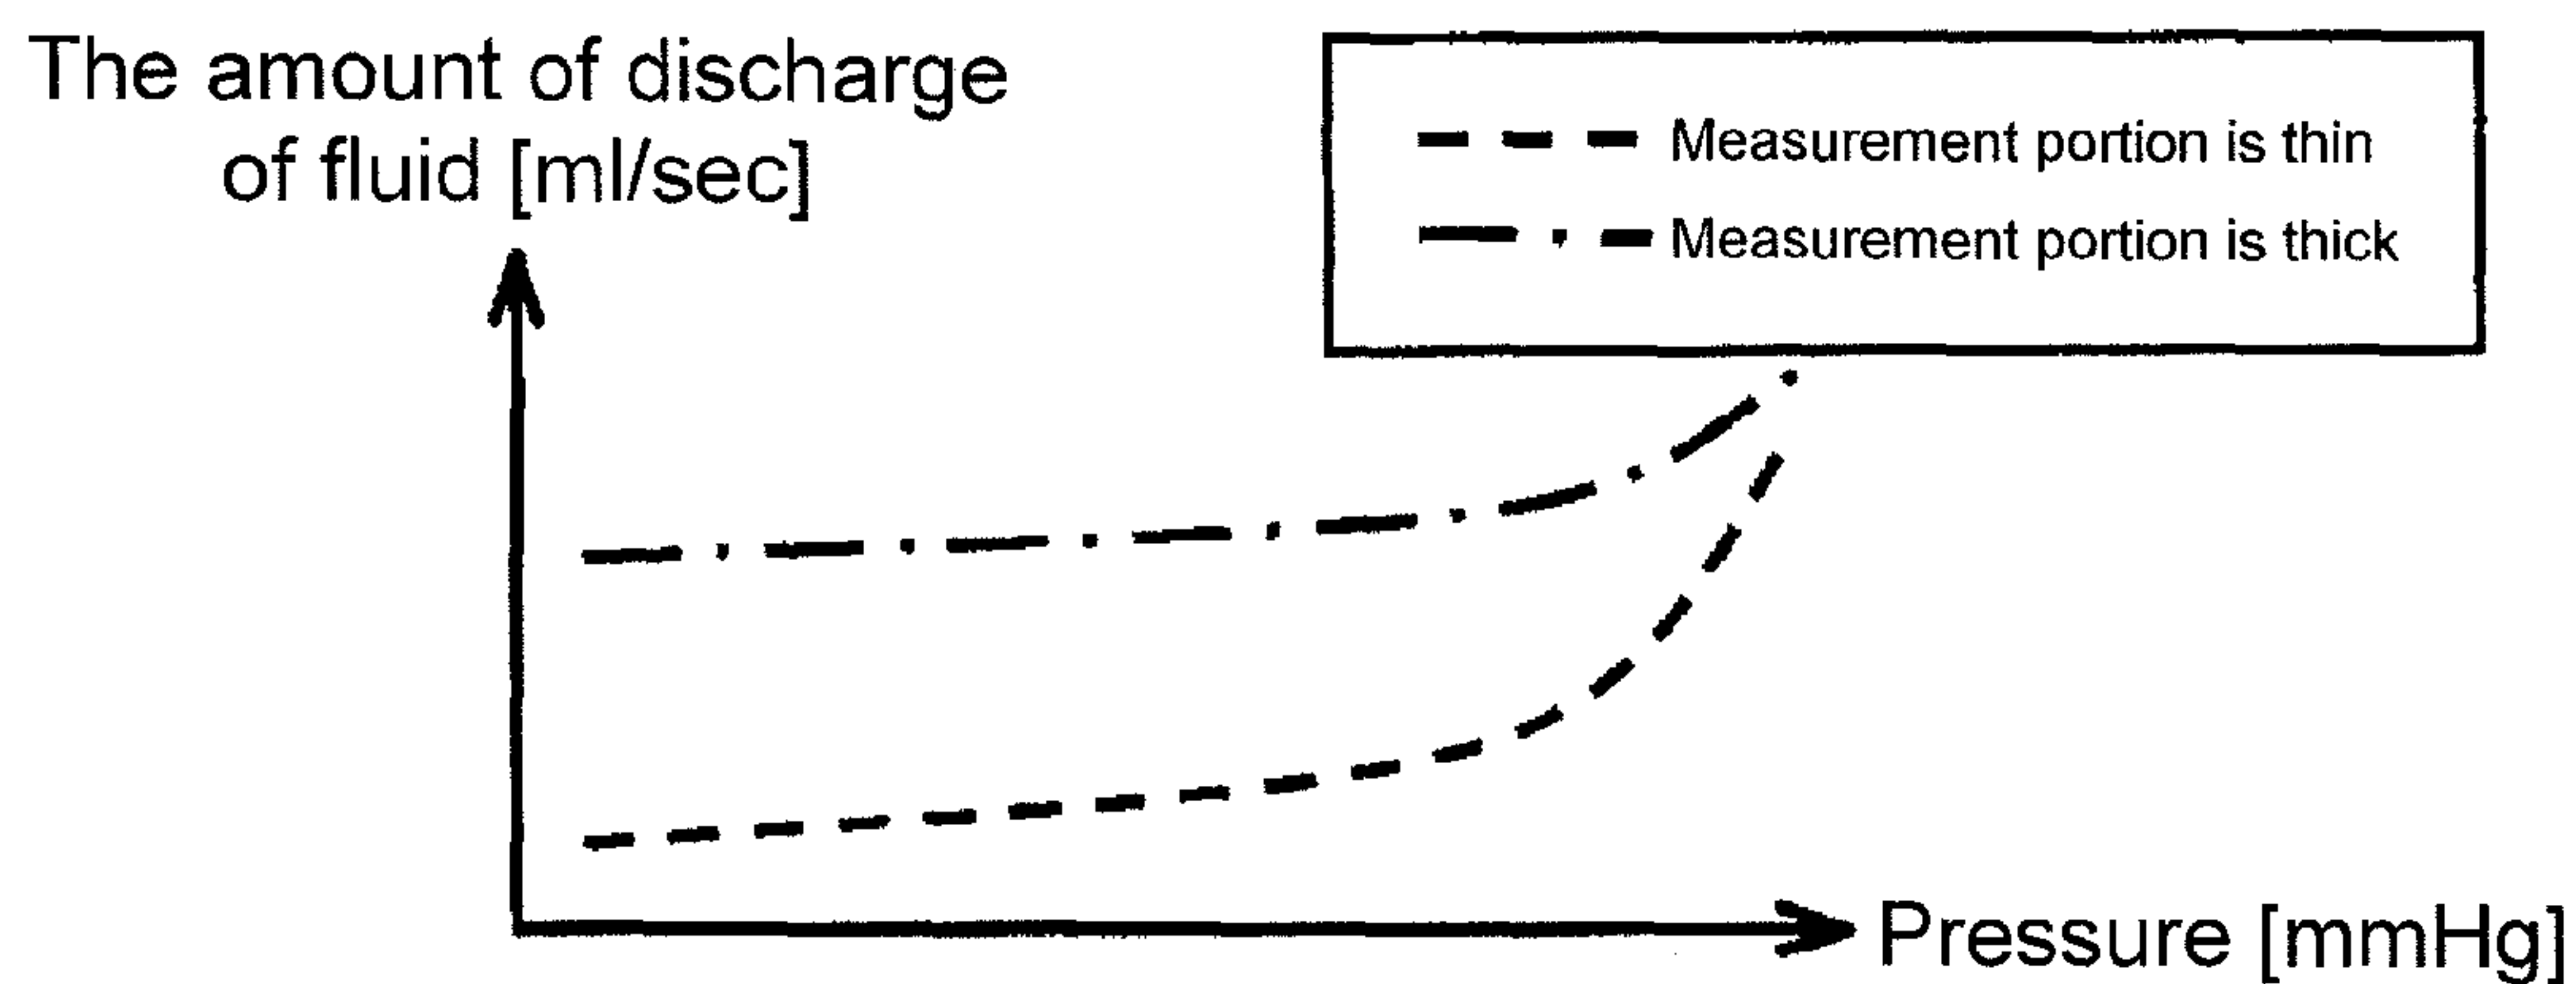 The amount of discharge
of fluid [ml/sec]
Measurement portion is thin
Measurement portion is thick
Pressure [mmHg]